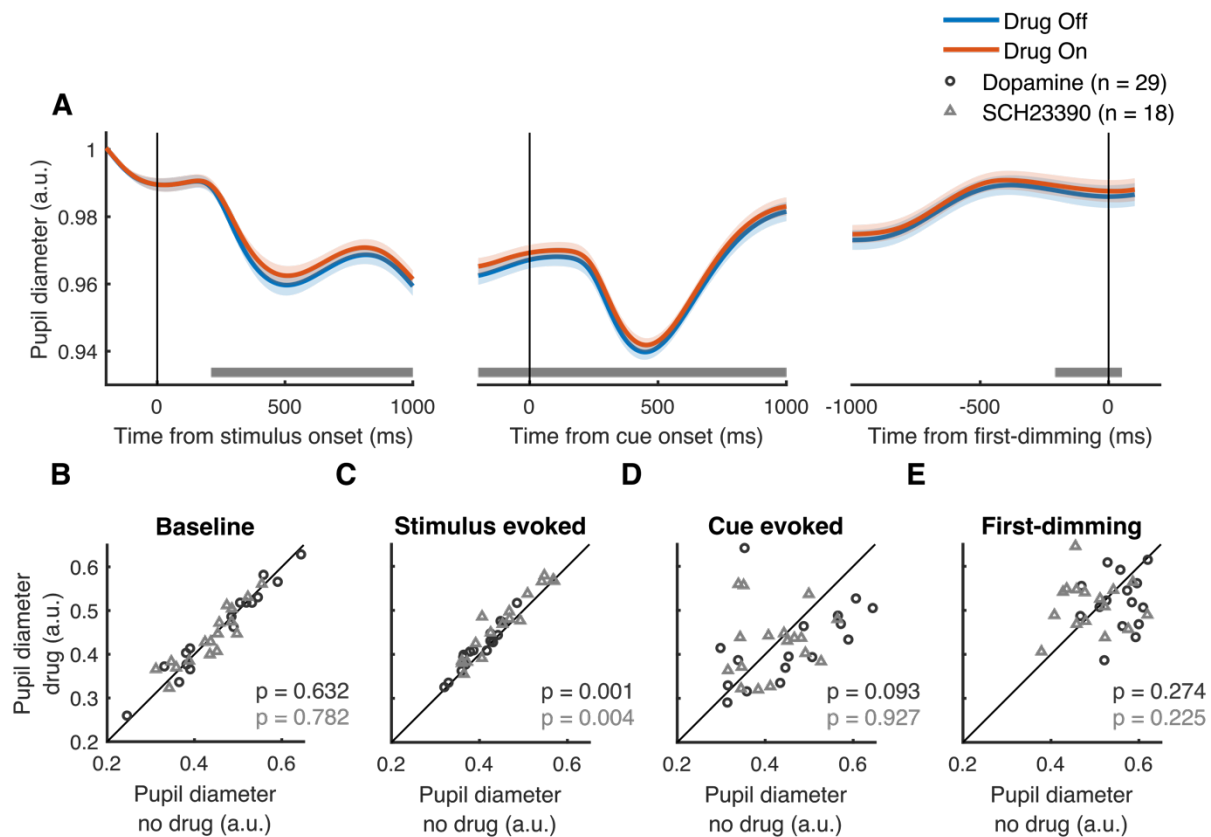 Drug Off
Drug On
Dopamine (n = 29)
SCH23390 (n = 18)
A
Pupil diameter (a.u.)
1
0.98
0.96
0.94
0 500 1000
Time from stimulus onset (ms)
0 500 1000
Time from cue onset (ms)
-1000 -500 0
Time from first-dimming (ms)
B
Baseline
Pupil diameter
drug (a.u.)
0.6
0.5
0.4
0.3
0.2
p = 0.632
p = 0.782
0.2 0.4 0.6
Pupil diameter
no drug (a.u.)
C
Stimulus evoked
p = 0.001
p = 0.004
0.2 0.4 0.6
Pupil diameter
no drug (a.u.)
D
Cue evoked
p = 0.093
p = 0.927
0.2 0.4 0.6
Pupil diameter
no drug (a.u.)
E
First-dimming
p = 0.274
p = 0.225
0.2 0.4 0.6
Pupil diameter
no drug (a.u.)